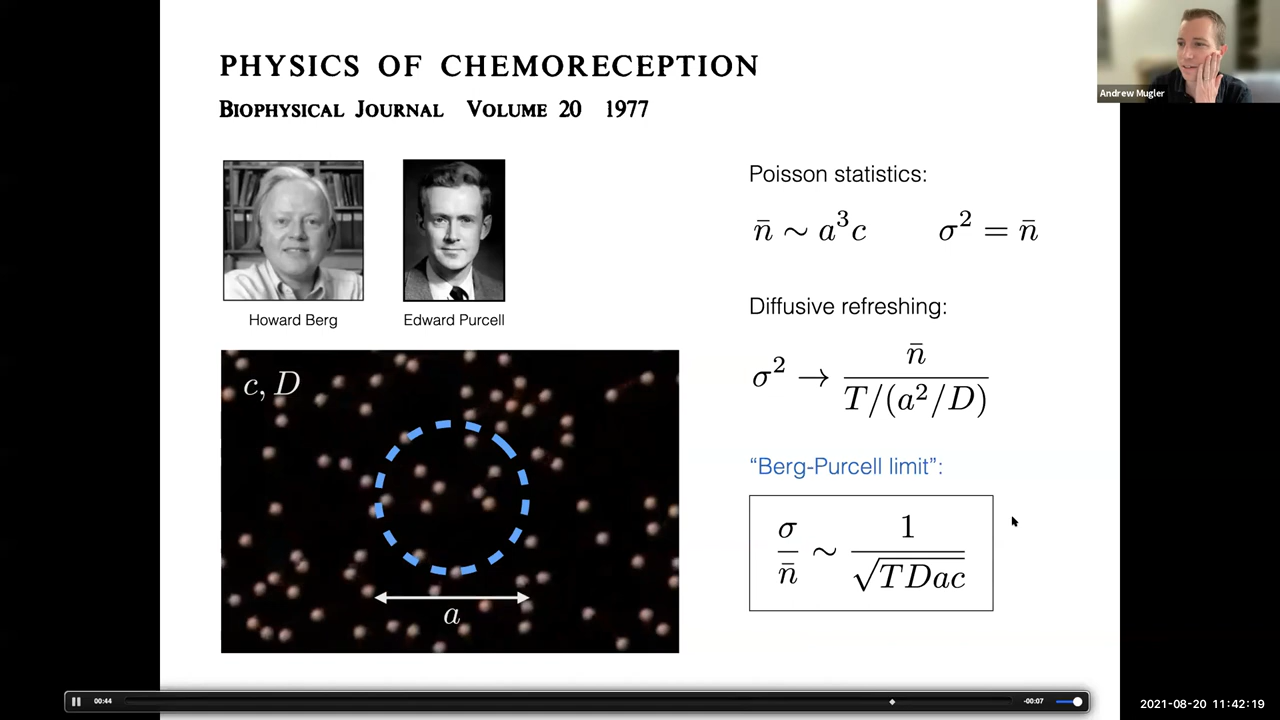 PHYSICS OF CHEMORECEPTION
BIOPHYSICAL JOURNAL VOLUME 20 1977
Andrew Mugler
Howard Berg
Edward Purcell
c, D
a
Poisson statistics:
n̄ ∼ a³c σ² = n̄
Diffusive refreshing:
σ² → n̄ / T/(a²/D)
“Berg-Purcell limit”:
σ/n̄ ∼ 1/√TDac
00:44
-00:07
2021-08-20 11:42:19